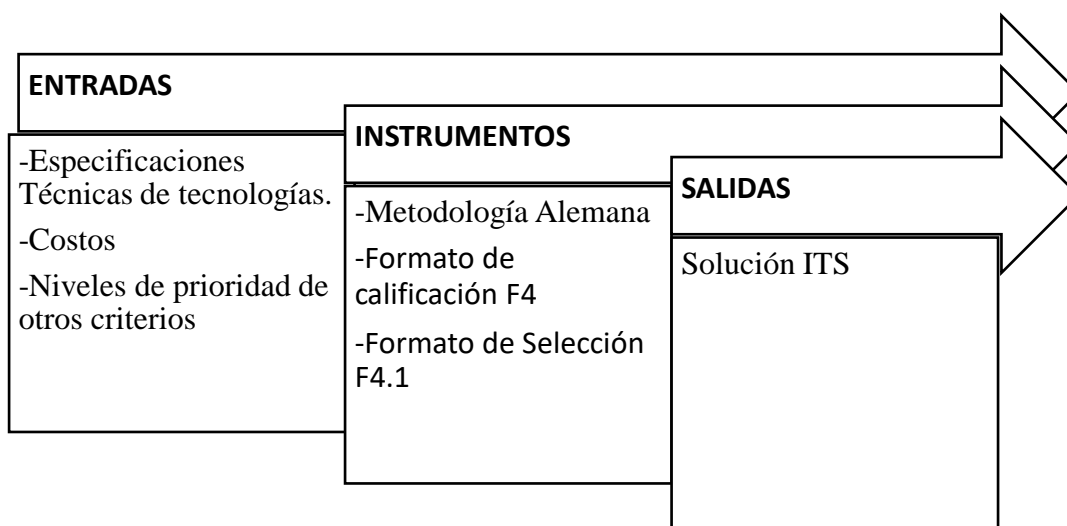 ENTRADAS
-Especificaciones
Técnicas de tecnologías.
-Costos
-Niveles de prioridad de
otros criterios
INSTRUMENTOS
-Metodología Alemana
-Formato de
calificación F4
-Formato de Selección
F4.1
SALIDAS
Solución ITS